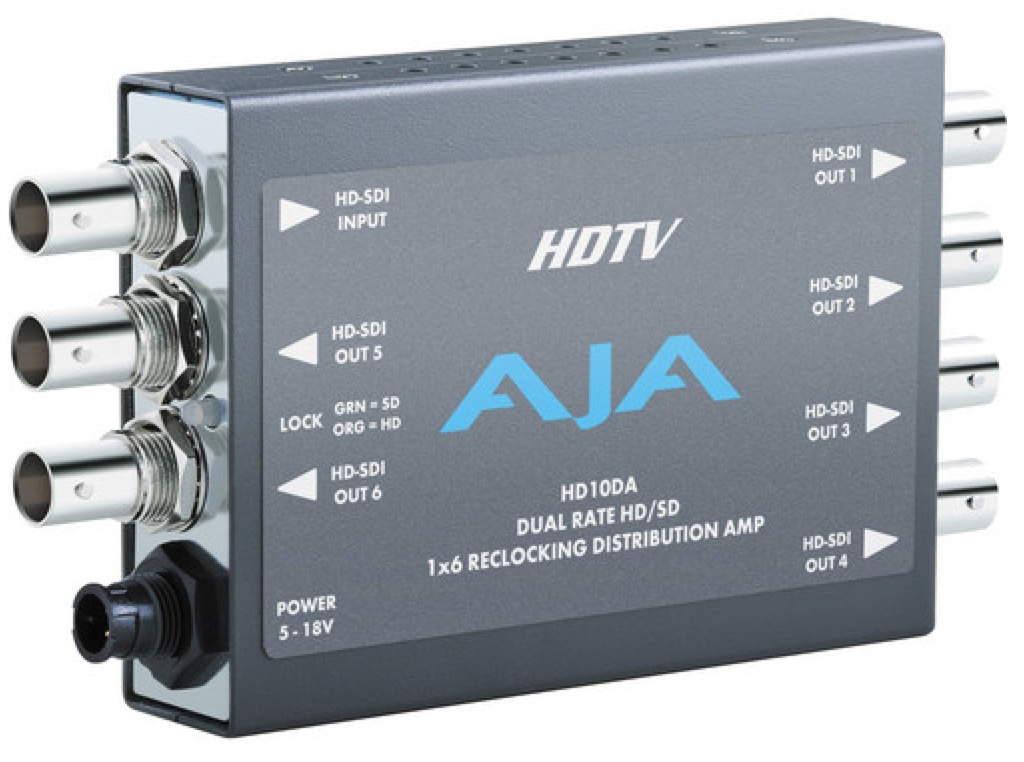 HD-SDI
INPUT
HD-SDI
OUT 5
LOCK
GRN = SD
ORG = HD
HD-SDI
OUT 6
POWER
5 - 18V
HDTV
AJA
HD10DA
DUAL RATE HD/SD
1x6 RECLOCKING DISTRIBUTION AMP
HD-SDI
OUT 1
HD-SDI
OUT 2
HD-SDI
OUT 3
HD-SDI
OUT 4